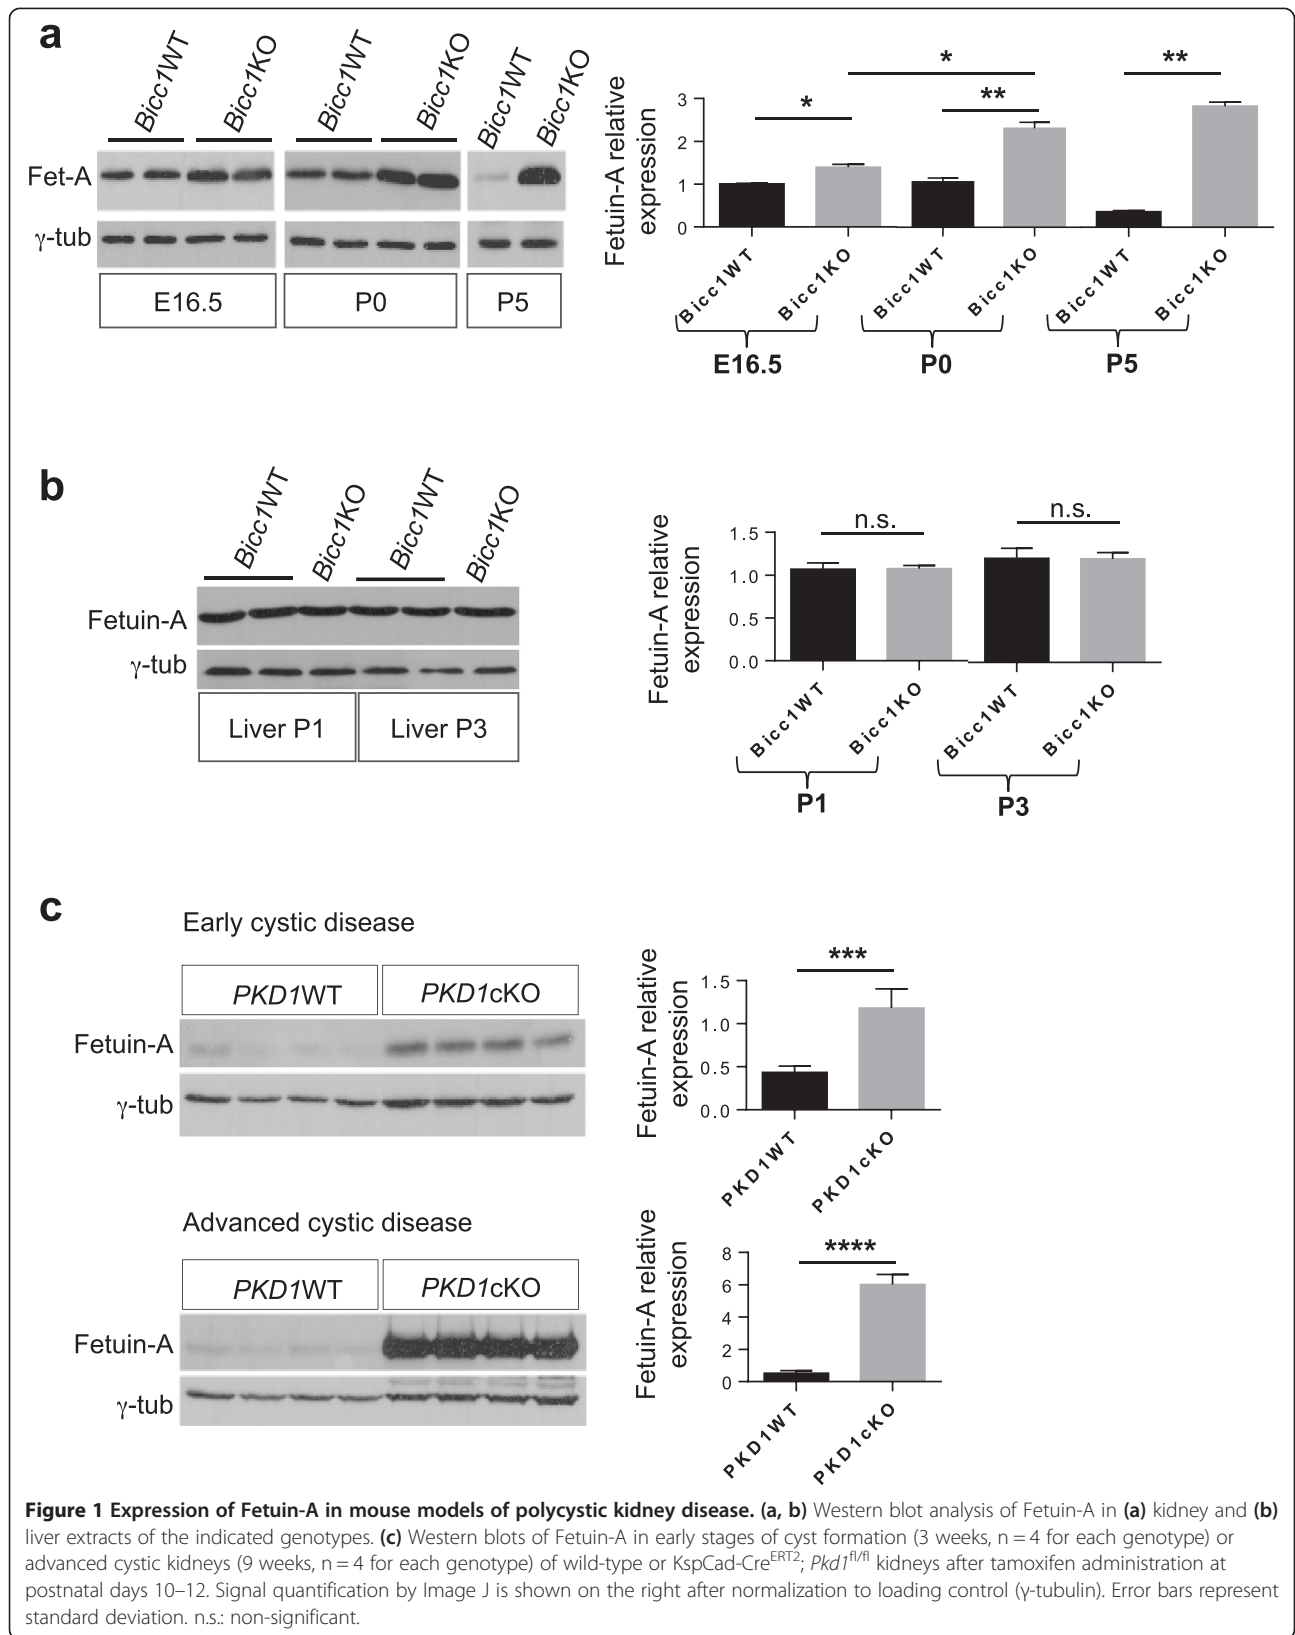 a
Bicc1WT
Bicc1KO
Bicc1WT
Bicc1KO
Bicc1WT
Bicc1KO
Fet-A
γ-tub
E16.5
P0
P5
Fetuin-A relative
expression
3
2
1
0
*
*
**
**
Bicc1WT
Bicc1KO
Bicc1WT
Bicc1KO
Bicc1WT
Bicc1KO
E16.5
P0
P5
b
Bicc1WT
Bicc1KO
Bicc1WT
Bicc1KO
Fetuin-A
γ-tub
Liver P1
Liver P3
Fetuin-A relative
expression
1.5
1.0
0.5
0.0
n.s.
n.s.
Bicc1WT
Bicc1KO
Bicc1WT
Bicc1KO
P1
P3
c
Early cystic disease
PKD1WT
PKD1cKO
Fetuin-A
γ-tub
Fetuin-A relative
expression
1.5
1.0
0.5
0.0
***
PKD1WT
PKD1cKO
Advanced cystic disease
PKD1WT
PKD1cKO
Fetuin-A
γ-tub
Fetuin-A relative
expression
8
6
4
2
0
****
PKD1WT
PKD1cKO
Figure 1 Expression of Fetuin-A in mouse models of polycystic kidney disease. (a, b) Western blot analysis of Fetuin-A in (a) kidney and (b)
liver extracts of the indicated genotypes. (c) Western blots of Fetuin-A in early stages of cyst formation (3 weeks, n = 4 for each genotype) or
advanced cystic kidneys (9 weeks, n = 4 for each genotype) of wild-type or KspCad-CreERT2; Pkd1fl/fl kidneys after tamoxifen administration at
postnatal days 10–12. Signal quantification by Image J is shown on the right after normalization to loading control (γ-tubulin). Error bars represent
standard deviation. n.s.: non-significant.